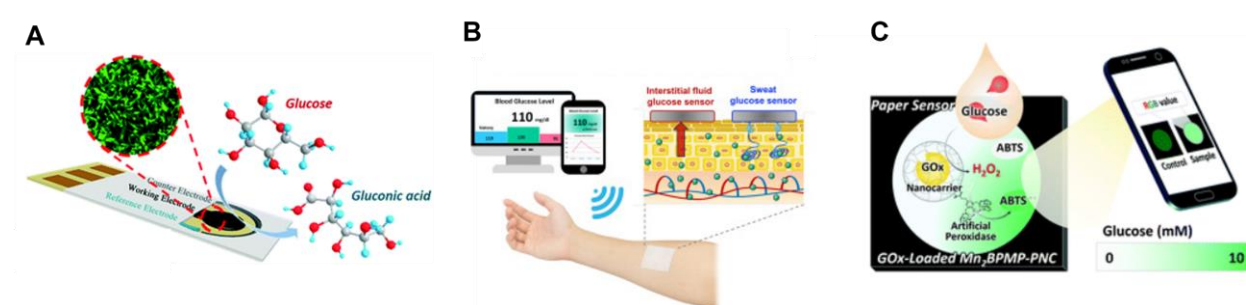 A
Glucose
Counter Electrode
Working Electrode
Reference Electrode
Gluconic acid
B
Blood Glucose Level
110 mg/dl
110
Interstitial fluid
glucose sensor
Sweat
glucose sensor
C
Paper Sensor
Glucose
ABTS
GOx
H2O2
Nanocarrier
ABTS
Artificial
Peroxidase
GOx-Loaded Mn2BPMP-PNC
RGB value
Control Sample
Glucose (mM)
0 10